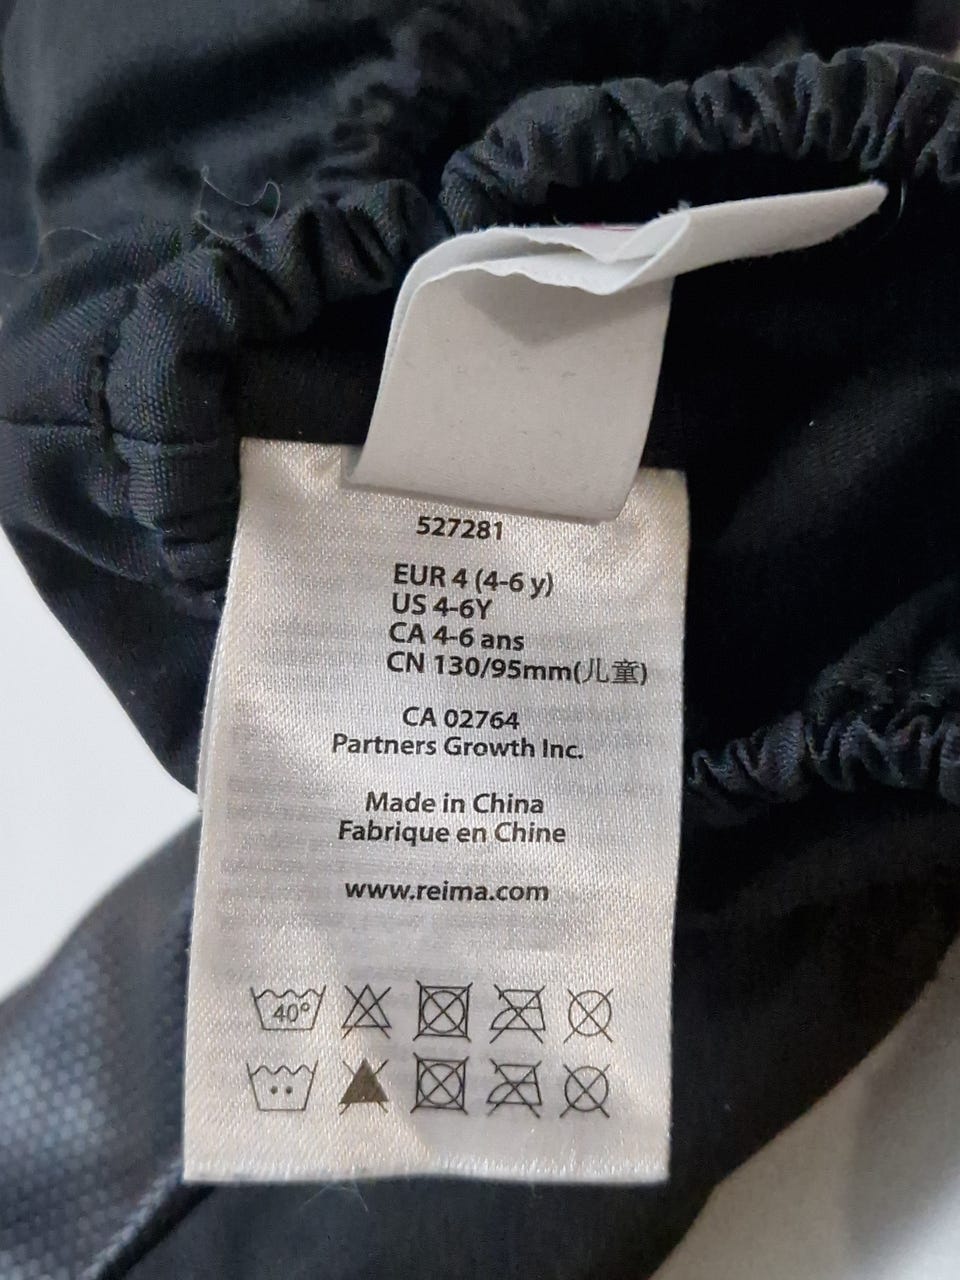 527281
EUR 4 (4-6 y)
US 4-6Y
CA 4-6 ans
CN 130/95mm(儿童)
CA 02764
Partners Growth Inc.
Made in China
Fabrique en Chine
www.reima.com
40°